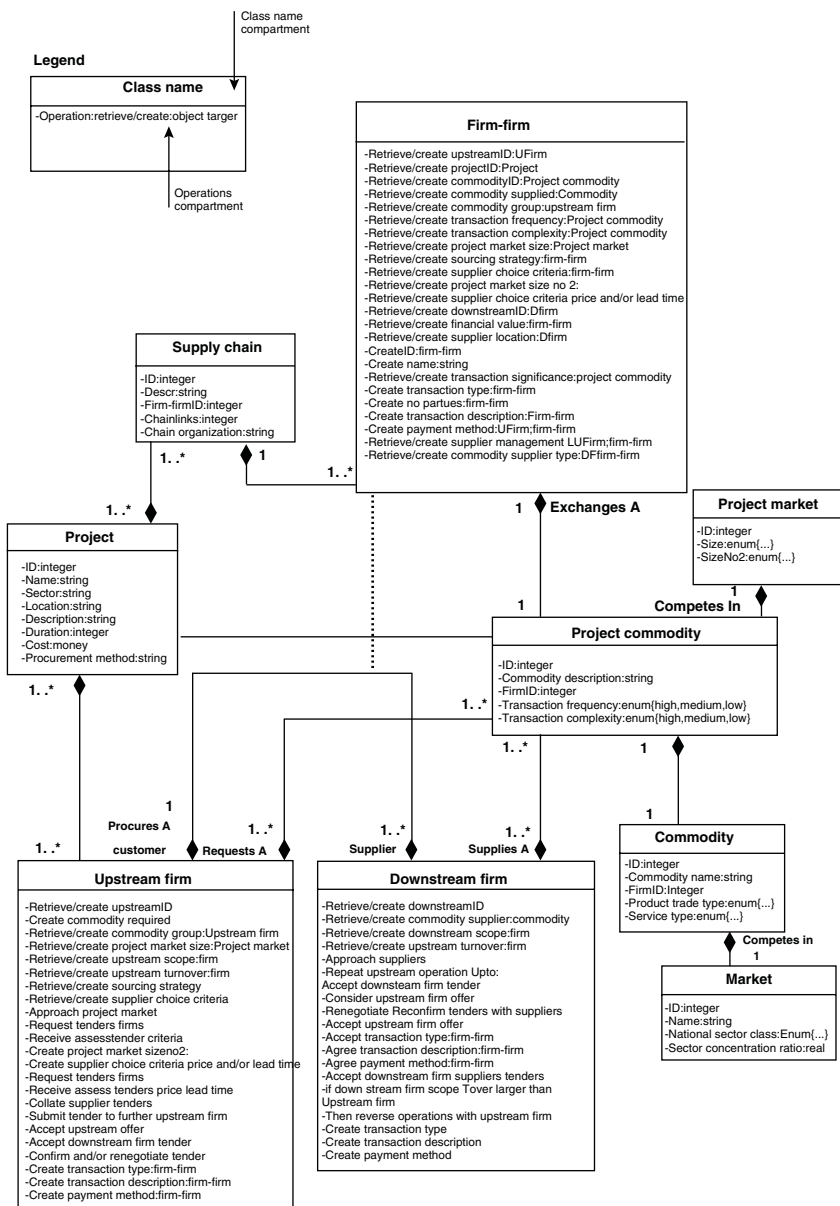 Class name
compartment
Legend
Class name
-Operation:retrieve/create:object targer
Operations
compartment
Firm-firm
-Retrieve/create upstreamID:UFirm
-Retrieve/create projectID:Project
-Retrieve/create commodityID:Project commodity
-Retrieve/create commodity supplied:Commodity
-Retrieve/create commodity group:upstream firm
-Retrieve/create transaction frequency:Project commodity
-Retrieve/create transaction complexity:Project commodity
-Retrieve/create project market size:Project market
-Retrieve/create sourcing strategy:firm-firm
-Retrieve/create supplier choice criteria:firm-firm
-Retrieve/create project market size no 2:
-Retrieve/create supplier choice criteria price and/or lead time
-Retrieve/create downstreamID:Dfirm
-Retrieve/create financial value:firm-firm
-Retrieve/create supplier location:Dfirm
-CreateID:firm-firm
-Create name:string
-Retrieve/create transaction significance:project commodity
-Create transaction type:firm-firm
-Create no partues:firm-firm
-Create transaction description:Firm-firm
-Create payment method:UFirm;firm-firm
-Retrieve/create supplier management LUFirm;firm-firm
-Retrieve/create commodity supplier type:DFfirm-firm
Supply chain
-ID:integer
-Descr:string
-Firm-firmID:integer
-Chainlinks:integer
-Chain organization:string
1. .*
1
1. .*
1. .*
1
Exchanges A
Project market
-ID:integer
-Size:enum{...}
-SizeNo2:enum{...}
1
Competes In
1
Project
-ID:integer
-Name:string
-Sector:string
-Location:string
-Description:string
-Duration:integer
-Cost:money
-Procurement method:string
1. .*
Project commodity
-ID:integer
-Commodity description:string
-FirmID:integer
-Transaction frequency:enum{high,medium,low}
-Transaction complexity:enum{high,medium,low}
1. .*
1. .*
1
1
Procures A
customer
1. .*
1
1. .*
Requests A
1. .*
Supplier
1. .*
Supplies A
Commodity
-ID:integer
-Commodity name:string
-FirmID:Integer
-Product trade type:enum{...}
-Service type:enum{...}
Competes in
1
Market
-ID:integer
-Name:string
-National sector class:Enum{...}
-Sector concentration ratio:real
Upstream firm
-Retrieve/create upstreamID
-Create commodity required
-Retrieve/create commodity group:Upstream firm
-Retrieve/create project market size:Project market
-Retrieve/create upstream scope:firm
-Retrieve/create upstream turnover:firm
-Retrieve/create sourcing strategy
-Retrieve/create supplier choice criteria
-Approach project market
-Request tenders firms
-Receive assesstender criteria
-Create project market sizeno2:
-Create supplier choice criteria price and/or lead time
-Request tenders firms
-Receive assess tenders price lead time
-Collate supplier tenders
-Submit tender to further upstream firm
-Accept upstream offer
-Accept downstream firm tender
-Confirm and/or renegotiate tender
-Create transaction type:firm-firm
-Create transaction description:firm-firm
-Create payment method:firm-firm
Downstream firm
-Retrieve/create downstreamID
-Retrieve/create commodity supplier:commodity
-Retrieve/create downstream scope:firm
-Retrieve/create upstream turnover:firm
-Approach suppliers
-Repeat upstream operation Upto:
Accept downsteam firm tender
-Consider upstream firm offer
-Renegotiate Reconfirm tenders with suppliers
-Accept upstream firm offer
-Accept transaction type:firm-firm
-Agree transaction description:firm-firm
-Agree payment method:firm-firm
-Accept downstream firm suppliers tenders
-if down stream firm scope Tover larger than
Upstream firm
-Then reverse operations with upstream firm
-Create transaction type
-Create transaction description
-Create payment method